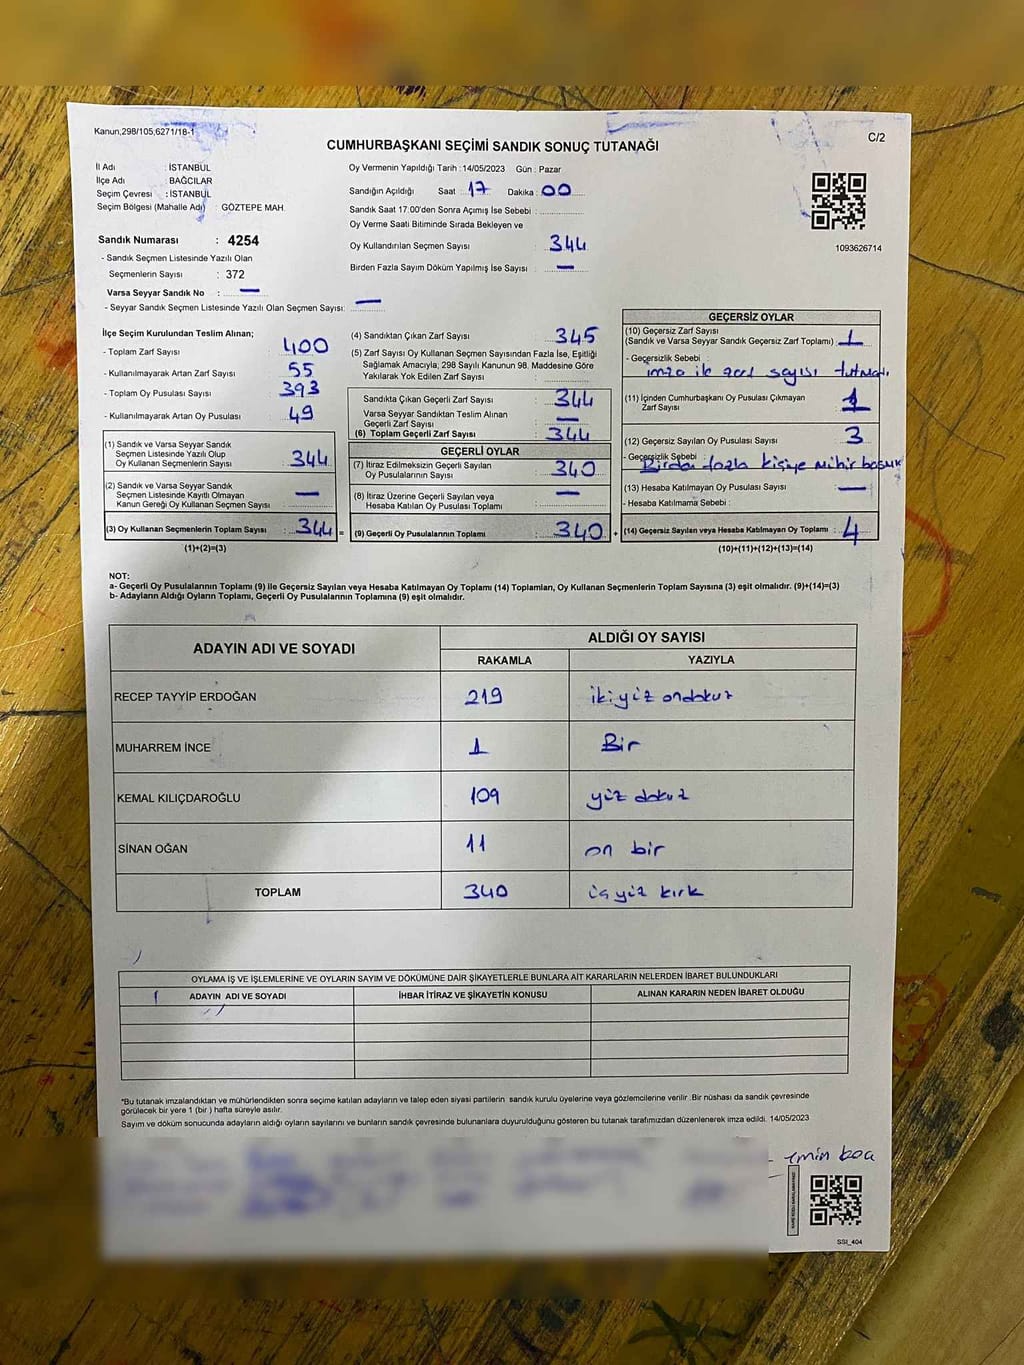 Kanun,298/105,6271/18-1
C/2
CUMHURBAŞKANI SEÇİMİ SANDIK SONUÇ TUTANAĞI
İl Adı : İSTANBUL
İlçe Adı : BAĞCILAR
Seçim Çevresi : İSTANBUL
Seçim Bölgesi (Mahalle Adı) : GÖZTEPE MAH.
Sandık Numarası : 4254
- Sandık Seçmen Listesinde Yazılı Olan
Seçmenlerin Sayısı : 372
Varsa Seyyar Sandık No : —
- Seyyar Sandık Seçmen Listesinde Yazılı Olan Seçmen Sayısı: —
Oy Vermenin Yapıldığı Tarih : 14/05/2023 Gün : Pazar
Sandığın Açıldığı Saat : 17 Dakika : 00
Sandık Saat 17:00'den Sonra Açımış İse Sebebi :
Oy Verme Saati Bitiminde Sırada Bekleyen ve
Oy Kullandırılan Seçmen Sayısı : 344
Birden Fazla Sayım Döküm Yapılmış İse Sayısı : —
1093626714
İlçe Seçim Kurulundan Teslim Alınan;
- Toplam Zarf Sayısı : 400
- Kullanılmayarak Artan Zarf Sayısı : 55
- Toplam Oy Pusulası Sayısı : 393
- Kullanılmayarak Artan Oy Pusulası : 49
(1) Sandık ve Varsa Seyyar Sandık
Seçmen Listesinde Yazılı Olup
Oy Kullanan Seçmenlerin Sayısı : 344
(2) Sandık ve Varsa Seyyar Sandık
Seçmen Listesinde Kayıtlı Olmayan
Kanun Gereği Oy Kullanan Seçmen Sayısı : —
(3) Oy Kullanan Seçmenlerin Toplam Sayısı : 344 =
(1)+(2)=(3)
(4) Sandıktan Çıkan Zarf Sayısı : 345
(5) Zarf Sayısı Oy Kullanan Seçmen Sayısından Fazla İse, Eşitliği
Sağlamak Amacıyla; 298 Sayılı Kanunun 98. Maddesine Göre
Yakılarak Yok Edilen Zarf Sayısı :
Sandıkta Çıkan Geçerli Zarf Sayısı : 344
Varsa Seyyar Sandıktan Teslim Alınan
Geçerli Zarf Sayısı : —
(6) Toplam Geçerli Zarf Sayısı : 344
GEÇERLİ OYLAR
(7) İtiraz Edilmeksizin Geçerli Sayılan
Oy Pusulalarının Sayısı : 340
(8) İtiraz Üzerine Geçerli Sayılan veya
Hesaba Katılan Oy Pusulası Toplamı : —
(9) Geçerli Oy Pusulalarının Toplamı : 340 +
GEÇERSİZ OYLAR
(10) Geçersiz Zarf Sayısı
(Sandık ve Varsa Seyyar Sandık Geçersiz Zarf Toplamı) : 1
- Geçersizlik Sebebi :
imza ile zarf sayısı tutmadı
(11) İçinden Cumhurbaşkanı Oy Pusulası Çıkmayan
Zarf Sayısı : 1
(12) Geçersiz Sayılan Oy Pusulası Sayısı : 3
- Geçersizlik Sebebi :
Birden fazla kişiye mühür basmak
(13) Hesaba Katılmayan Oy Pusulası Sayısı : —
- Hesaba Katılmama Sebebi :
(14) Geçersiz Sayılan veya Hesaba Katılmayan Oy Toplamı : 4
(10)+(11)+(12)+(13)=(14)
NOT:
a- Geçerli Oy Pusulalarının Toplamı (9) ile Geçersiz Sayılan veya Hesaba Katılmayan Oy Toplamı (14) Toplamları, Oy Kullanan Seçmenlerin Toplam Sayısına (3) eşit olmalıdır. (9)+(14)=(3)
b- Adayların Aldığı Oyların Toplamı, Geçerli Oy Pusulalarının Toplamına (9) eşit olmalıdır.
ADAYIN ADI VE SOYADI ALDIĞI OY SAYISI
RAKAMLA YAZIYLA
RECEP TAYYİP ERDOĞAN 219 ikiyüz ondokuz
MUHARREM İNCE 1 Bir
KEMAL KILIÇDAROĞLU 109 yüz dokuz
SİNAN OĞAN 11 on bir
TOPLAM 340 üçyüz kırk
OYLAMA İŞ VE İŞLEMLERİNE VE OYLARIN SAYIM VE DÖKÜMÜNE DAİR ŞİKAYETLERLE BUNLARA AİT KARARLARIN NELERDEN İBARET BULUNDUKLARI
ADAYIN ADI VE SOYADI İHBAR İTİRAZ VE ŞİKAYETİN KONUSU ALINAN KARARIN NEDEN İBARET OLDUĞU
*Bu tutanak imzalandıktan ve mühürlendikten sonra seçime katılan adayların ve talep eden siyasi partilerin sandık kurulu üyelerine veya gözlemcilerine verilir. Bir nüshası da sandık çevresinde
görülecek bir yere 1 (bir) hafta süreyle asılır.
Sayım ve döküm sonucunda adayların aldığı oyların sayılarını ve bunların sandık çevresinde bulunanlara duyurulduğunu gösteren bu tutanak tarafımızdan düzenlenerek imza edildi. 14/05/2023
SSI_404